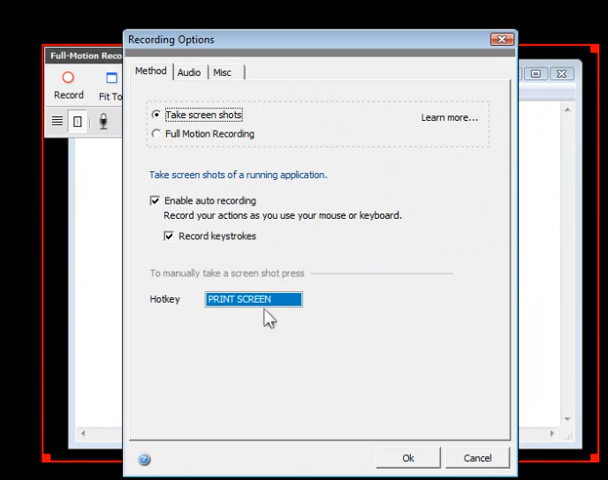 Recording Options
Full-Motion Reco
Method Audio Misc
Record Fit To
Take screen shots
Learn more...
Full Motion Recording
Take screen shots of a running application.
Enable auto recording
Record your actions as you use your mouse or keyboard.
Record keystrokes
To manually take a screen shot press
Hotkey PRINT SCREEN
Ok Cancel